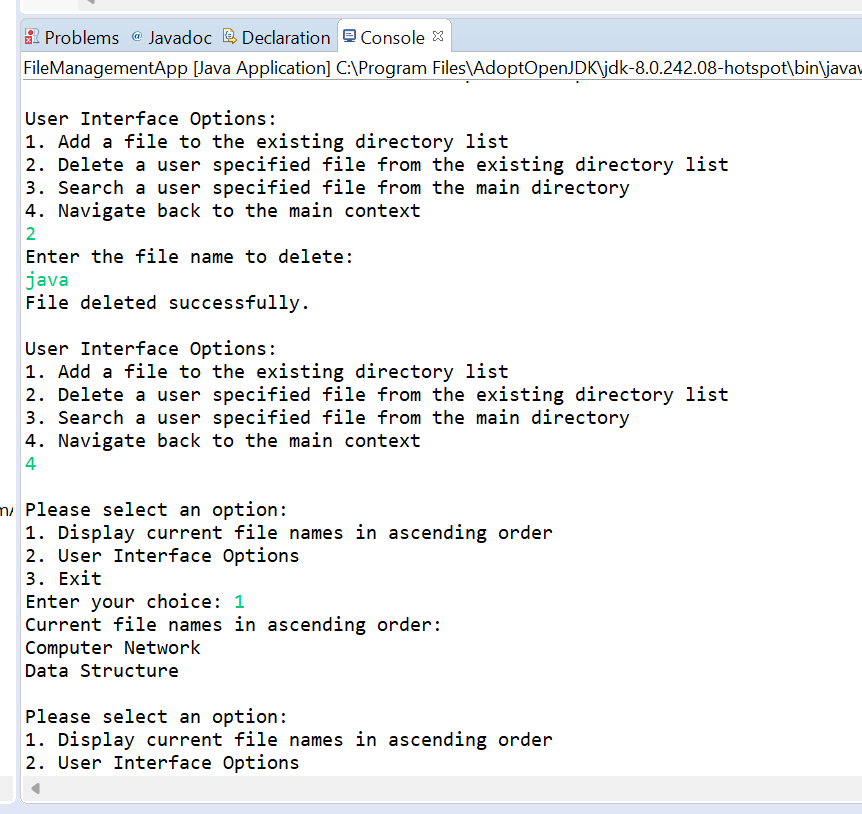 Problems @ Javadoc Declaration Console
FileManagementApp [Java Application] C:\Program Files\AdoptOpenJDK\jdk-8.0.242.08-hotspot\bin\javaw
User Interface Options:
1. Add a file to the existing directory list
2. Delete a user specified file from the existing directory list
3. Search a user specified file from the main directory
4. Navigate back to the main context
2
Enter the file name to delete:
java
File deleted successfully.
User Interface Options:
1. Add a file to the existing directory list
2. Delete a user specified file from the existing directory list
3. Search a user specified file from the main directory
4. Navigate back to the main context
4
Please select an option:
1. Display current file names in ascending order
2. User Interface Options
3. Exit
Enter your choice: 1
Current file names in ascending order:
Computer Network
Data Structure
Please select an option:
1. Display current file names in ascending order
2. User Interface Options